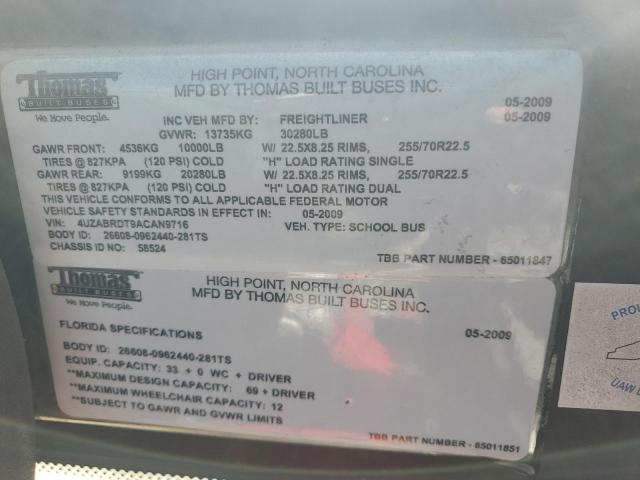 Thomas
BUILT BUSES
We Have People.
HIGH POINT, NORTH CAROLINA
MFD BY THOMAS BUILT BUSES INC.
05-2009
INC VEH MFD BY: FREIGHTLINER 05-2009
GVWR: 13735KG 30280LB
GAWR FRONT: 4536KG 10000LB W/ 22.5X8.25 RIMS, 255/70R22.5
TIRES @ 827KPA (120 PSI) COLD "H" LOAD RATING SINGLE
GAWR REAR: 9199KG 20280LB W/ 22.5X8.25 RIMS, 255/70R22.5
TIRES @ 827KPA (120 PSI) COLD "H" LOAD RATING DUAL
THIS VEHICLE CONFORMS TO ALL APPLICABLE FEDERAL MOTOR
VEHICLE SAFETY STANDARDS IN EFFECT IN: 05-2009
VIN: 4UZABRDT9ACAN9716 VEH. TYPE: SCHOOL BUS
BODY ID: 26608-0962440-281TS
CHASSIS ID NO: 58524 TBB PART NUMBER - 65011847
Thomas
BUILT BUSES
We Have People.
HIGH POINT, NORTH CAROLINA
MFD BY THOMAS BUILT BUSES INC.
FLORIDA SPECIFICATIONS 05-2009
BODY ID: 26608-0962440-281TS
EQUIP. CAPACITY: 33 + 0 WC + DRIVER
**MAXIMUM DESIGN CAPACITY: 69 + DRIVER
**MAXIMUM WHEELCHAIR CAPACITY: 12
**SUBJECT TO GAWR AND GVWR LIMITS
TBB PART NUMBER - 65011851
UAW